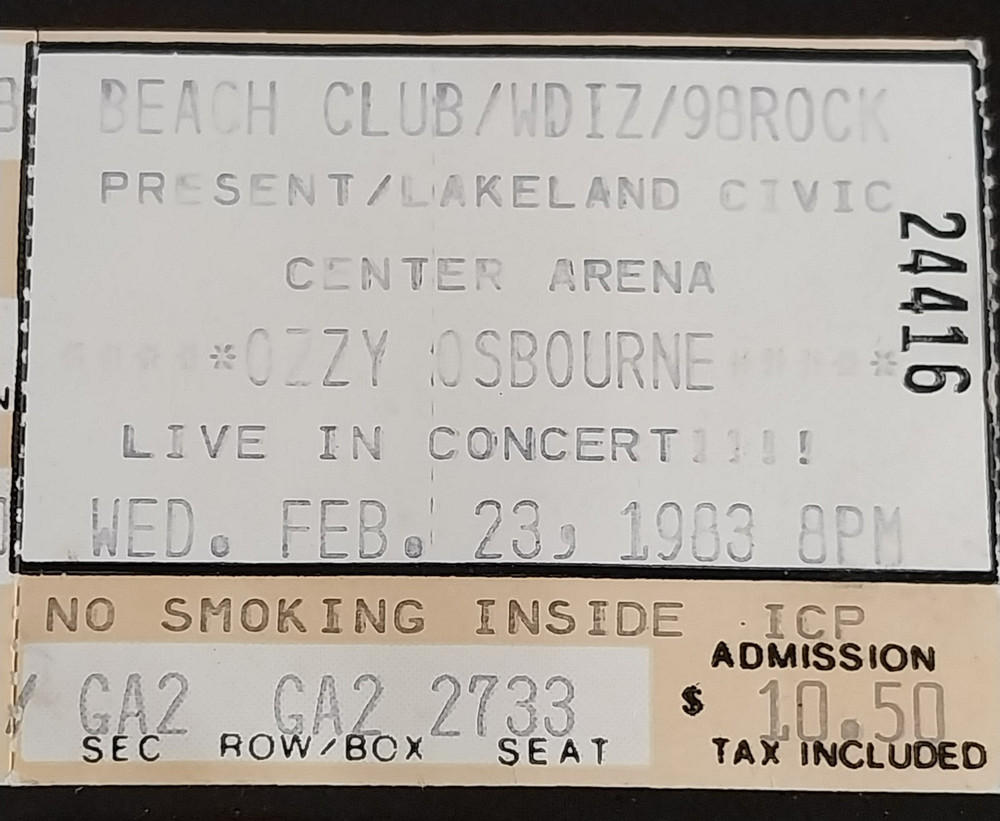 BEACH CLUB/WDIZ/98ROCK
PRESENT/LAKELAND CIVIC
CENTER ARENA
*****OZZY OSBOURNE*****
LIVE IN CONCERT!!!!
WED. FEB. 23, 1983 8PM
24416
NO SMOKING INSIDE ICP
ADMISSION
GA2 GA2 2733 $ 10.50
SEC ROW/BOX SEAT TAX INCLUDED